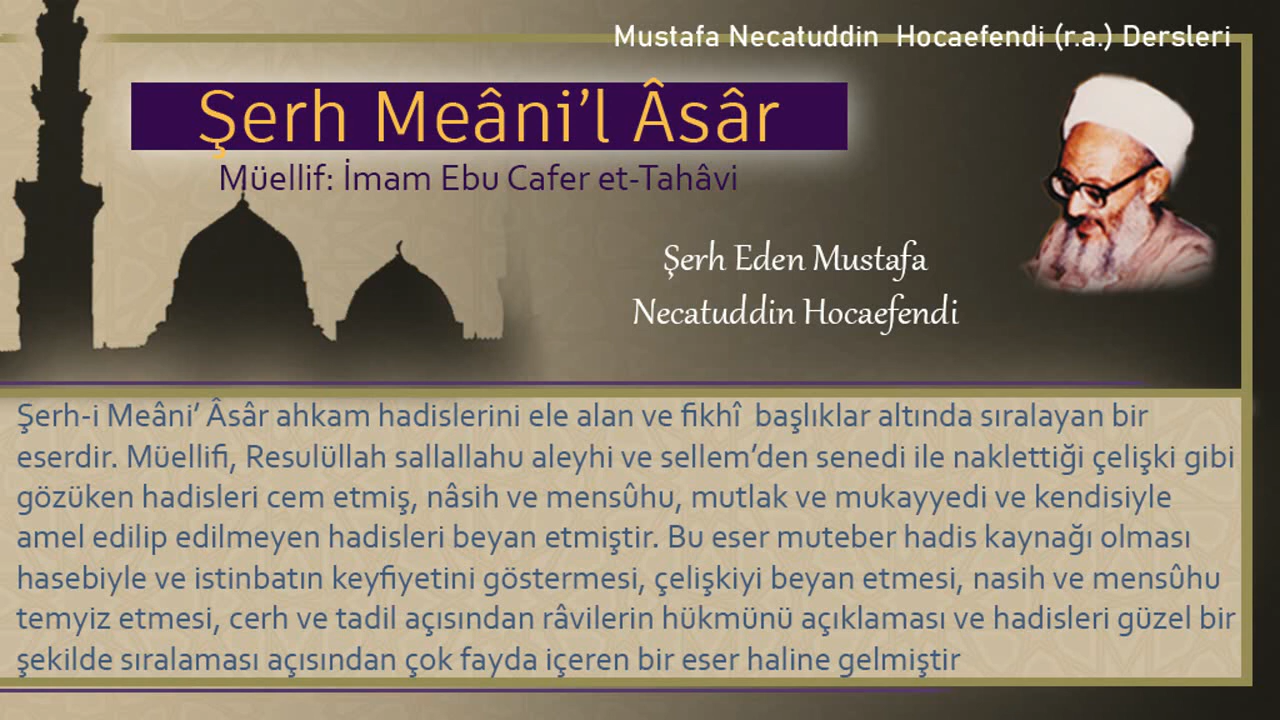 Mustafa Necatuddin Hocaefendi (r.a.) Dersleri
Şerh Meâni’l Âsâr
Müellif: İmam Ebu Cafer et-Tahâvi
Şerh Eden Mustafa
Necatuddin Hocaefendi
Şerh-i Meâni’ Âsâr ahkam hadislerini ele alan ve fikhî başlıklar altında sıralayan bir
eserdir. Müellifi, Resulüllah sallallahu aleyhi ve sellem’den senedi ile naklettiği çelişki gibi
gözüken hadisleri cem etmiş, nâsih ve mensûhu, mutlak ve mukayyedi ve kendisiyle
amel edilip edilmeyen hadisleri beyan etmiştir. Bu eser muteber hadis kaynağı olması
hasebiyle ve istinbatın keyfiyetini göstermesi, çelişkiyi beyan etmesi, nasih ve mensûhu
temyiz etmesi, cerh ve tadil açısından râvilerin hükmünü açıklaması ve hadisleri güzel bir
şekilde sıralaması açısından çok fayda içeren bir eser haline gelmiştir